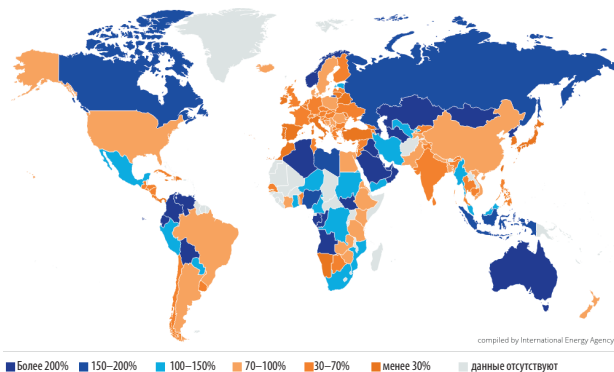 compiled by International Energy Agency
Более 200% 150–200% 100–150% 70–100% 30–70% менее 30% данные отсутствуют